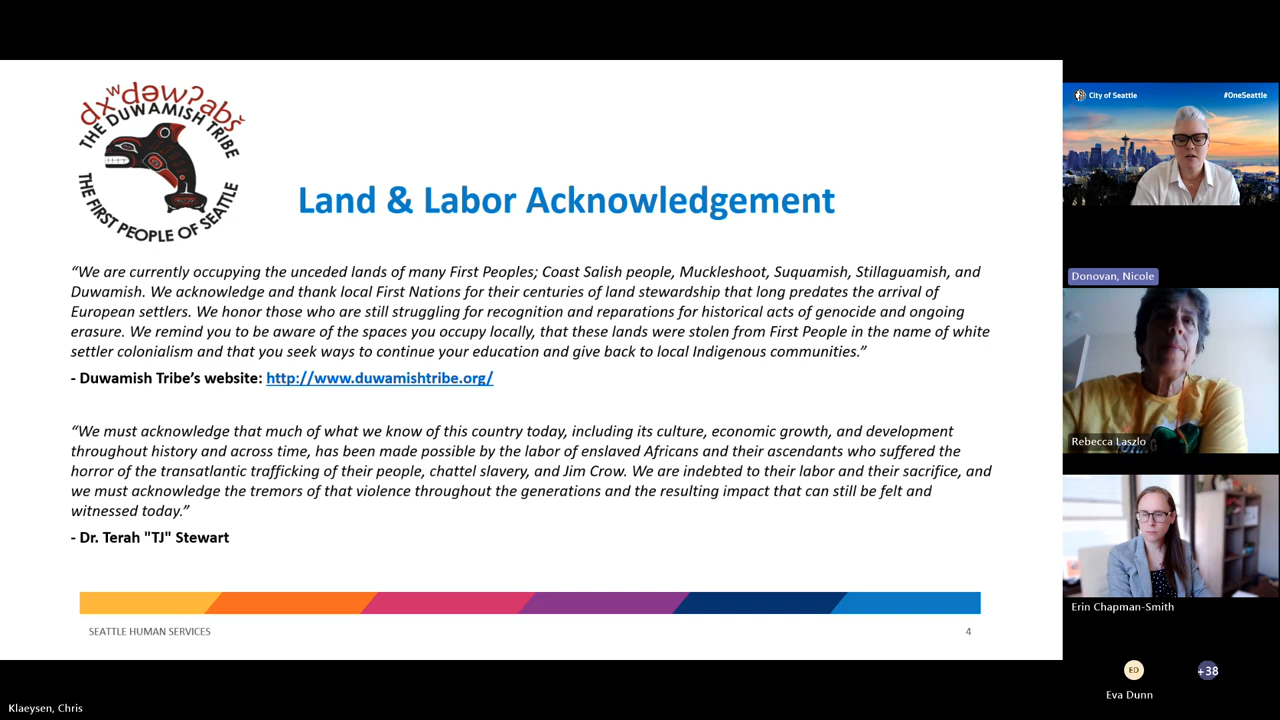 dxʷdəwʔabš
THE DUWAMISH TRIBE
THE FIRST PEOPLE OF SEATTLE
Land & Labor Acknowledgement
“We are currently occupying the unceded lands of many First Peoples; Coast Salish people, Muckleshoot, Suquamish, Stillaguamish, and
Duwamish. We acknowledge and thank local First Nations for their centuries of land stewardship that long predates the arrival of
European settlers. We honor those who are still struggling for recognition and reparations for historical acts of genocide and ongoing
erasure. We remind you to be aware of the spaces you occupy locally, that these lands were stolen from First People in the name of white
settler colonialism and that you seek ways to continue your education and give back to local Indigenous communities.”
- Duwamish Tribe’s website: http://www.duwamishtribe.org/
“We must acknowledge that much of what we know of this country today, including its culture, economic growth, and development
throughout history and across time, has been made possible by the labor of enslaved Africans and their ascendants who suffered the
horror of the transatlantic trafficking of their people, chattel slavery, and Jim Crow. We are indebted to their labor and their sacrifice, and
we must acknowledge the tremors of that violence throughout the generations and the resulting impact that can still be felt and
witnessed today.”
- Dr. Terah "TJ" Stewart
SEATTLE HUMAN SERVICES
4
City of Seattle
#OneSeattle
Donovan, Nicole
Rebecca Laszlo
Erin Chapman-Smith
ED
+38
Eva Dunn
Klaeysen, Chris